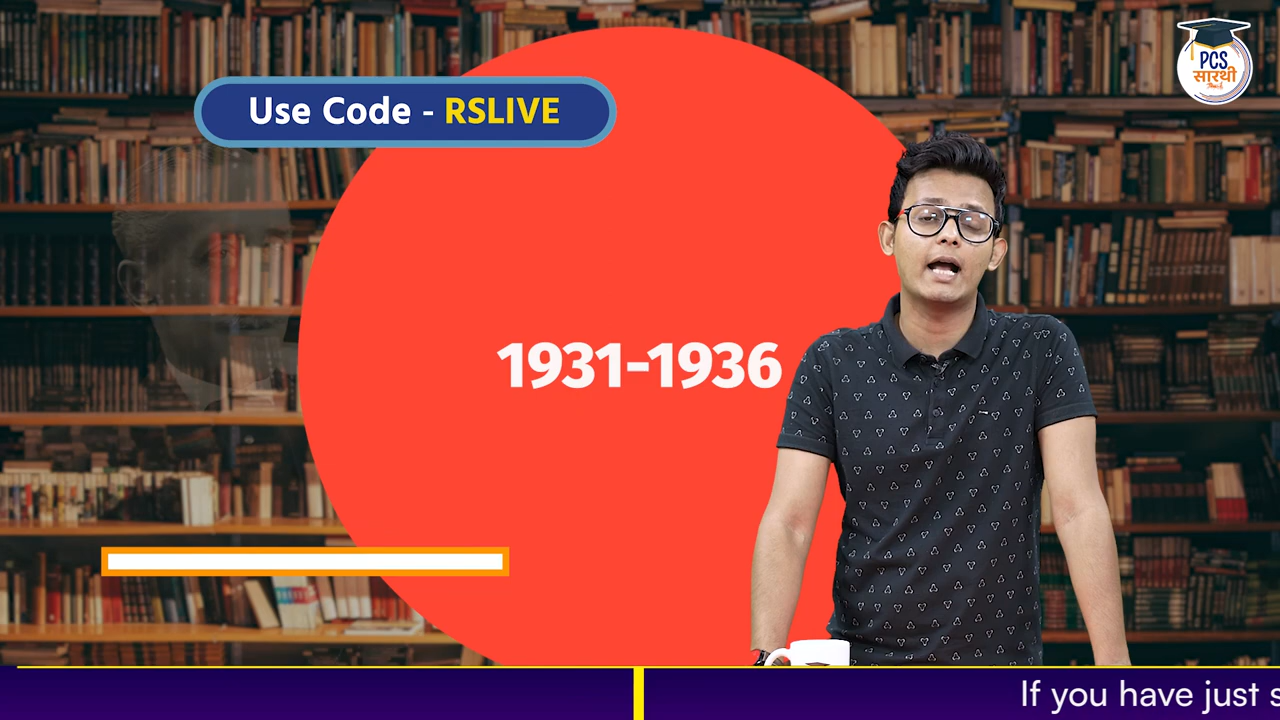 Use Code - RSLIVE
PCS
सारथी
1931-1936
If you have just s